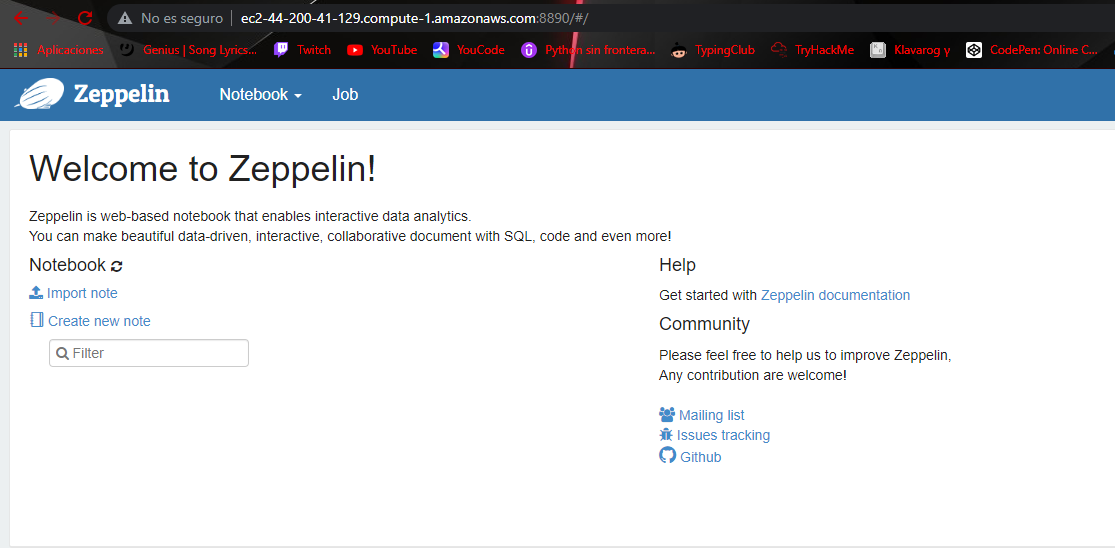 No es seguro ec2-44-200-41-129.compute-1.amazonaws.com:8890/#/
Aplicaciones Genius | Song Lyrics... Twitch YouTube YouCode Python sin frontera... TypingClub TryHackMe Klavarog y CodePen: Online C...
Zeppelin Notebook Job
Welcome to Zeppelin!
Zeppelin is web-based notebook that enables interactive data analytics.
You can make beautiful data-driven, interactive, collaborative document with SQL, code and even more!
Notebook
Import note
Create new note
Filter
Help
Get started with Zeppelin documentation
Community
Please feel free to help us to improve Zeppelin,
Any contribution are welcome!
Mailing list
Issues tracking
Github